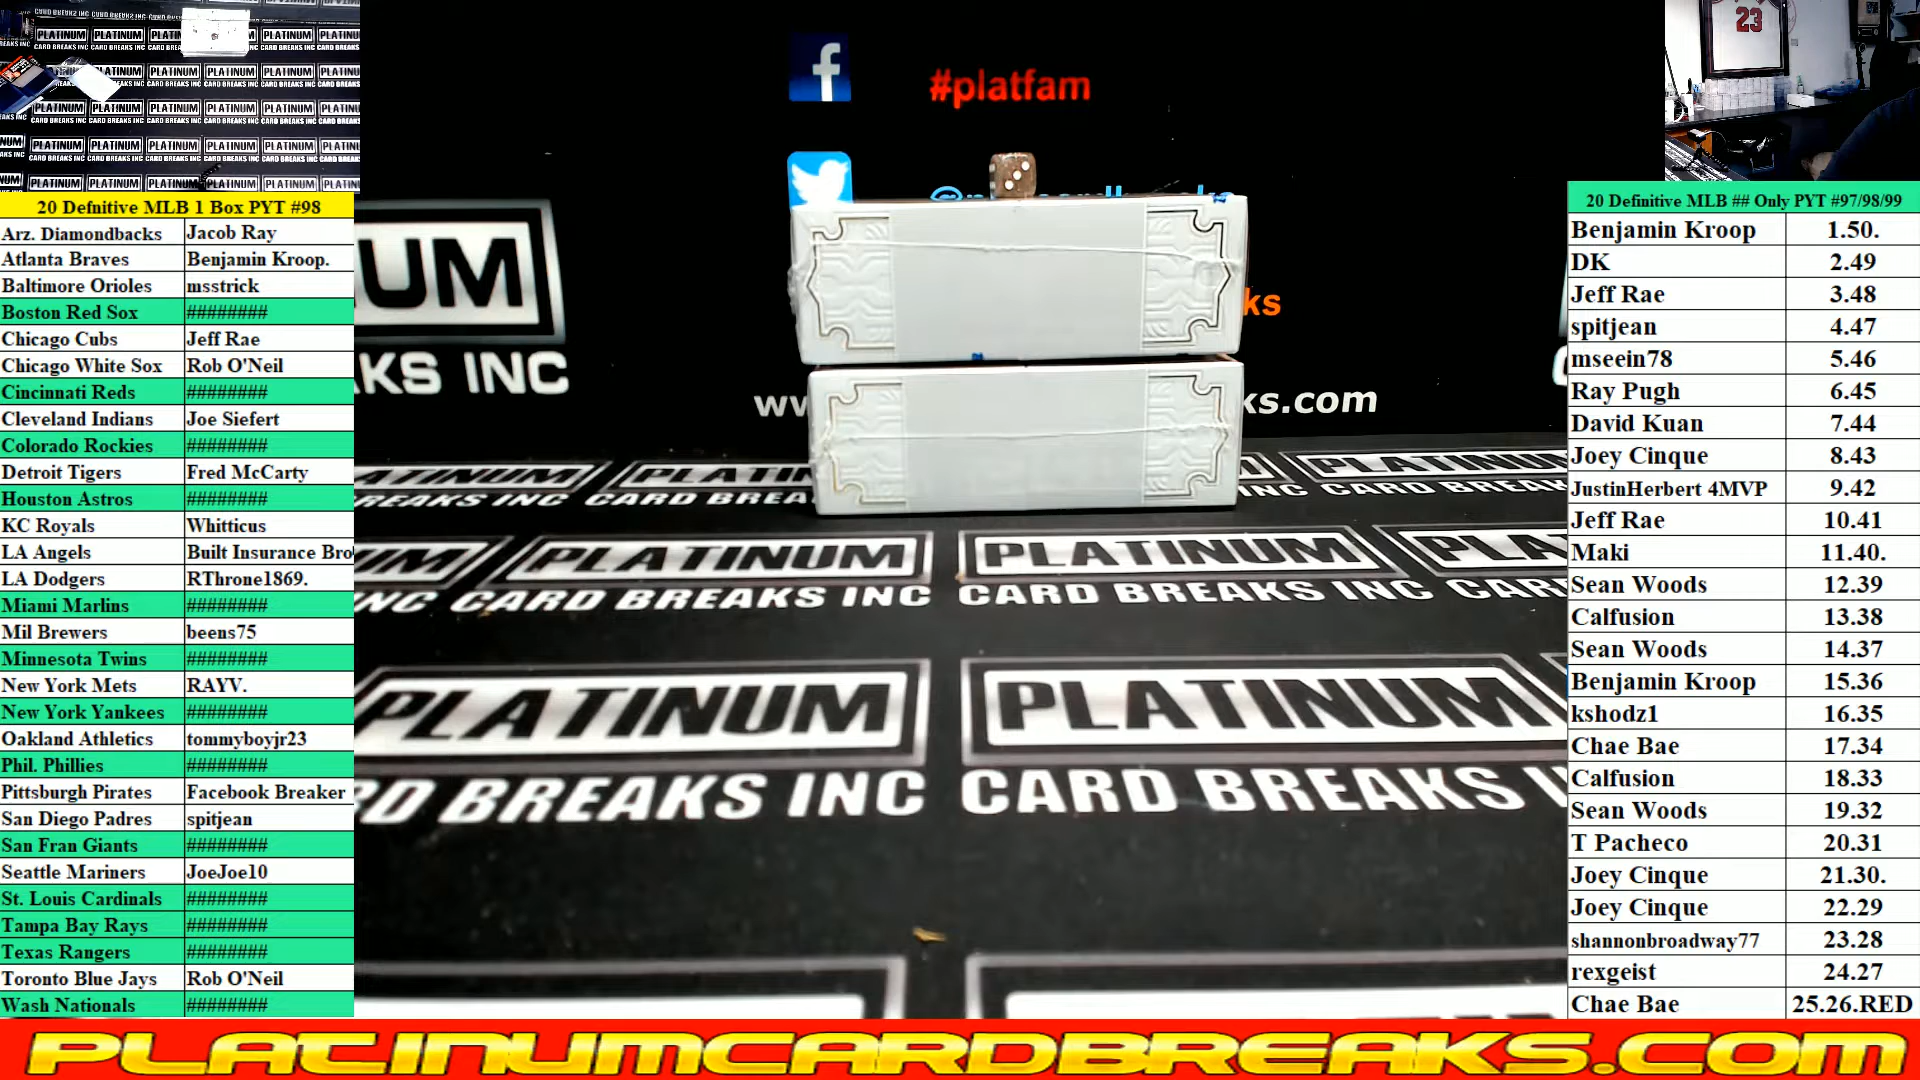 20 Defnitive MLB 1 Box PYT #98
Arz. Diamondbacks Jacob Ray
Atlanta Braves Benjamin Kroop.
Baltimore Orioles msstrick
Boston Red Sox ########
Chicago Cubs Jeff Rae
Chicago White Sox Rob O'Neil
Cincinnati Reds ########
Cleveland Indians Joe Siefert
Colorado Rockies ########
Detroit Tigers Fred McCarty
Houston Astros ########
KC Royals Whitticus
LA Angels Built Insurance Bro
LA Dodgers RThrone1869.
Miami Marlins ########
Mil Brewers beens75
Minnesota Twins ########
New York Mets RAYV.
New York Yankees ########
Oakland Athletics tommyboyjr23
Phil. Phillies ########
Pittsburgh Pirates Facebook Breaker
San Diego Padres spitjean
San Fran Giants ########
Seattle Mariners JoeJoe10
St. Louis Cardinals ########
Tampa Bay Rays ########
Texas Rangers ########
Toronto Blue Jays Rob O'Neil
Wash Nationals ########
#platfam
ks
ks.com
UM
KS INC
PLATINUM PLATINUM
CARD BREAKS INC CARD BREAKS INC
PLATINUM PLATINUM
CARD BREAKS INC CARD BREAKS
23
20 Definitive MLB ## Only PYT #97/98/99
Benjamin Kroop 1.50.
DK 2.49
Jeff Rae 3.48
spitjean 4.47
mseein78 5.46
Ray Pugh 6.45
David Kuan 7.44
Joey Cinque 8.43
JustinHerbert 4MVP 9.42
Jeff Rae 10.41
Maki 11.40.
Sean Woods 12.39
Calfusion 13.38
Sean Woods 14.37
Benjamin Kroop 15.36
kshodz1 16.35
Chae Bae 17.34
Calfusion 18.33
Sean Woods 19.32
T Pacheco 20.31
Joey Cinque 21.30.
Joey Cinque 22.29
shannonbroadway77 23.28
rexgeist 24.27
Chae Bae 25.26.RED
PLATINUMCARDBREAKS.COM